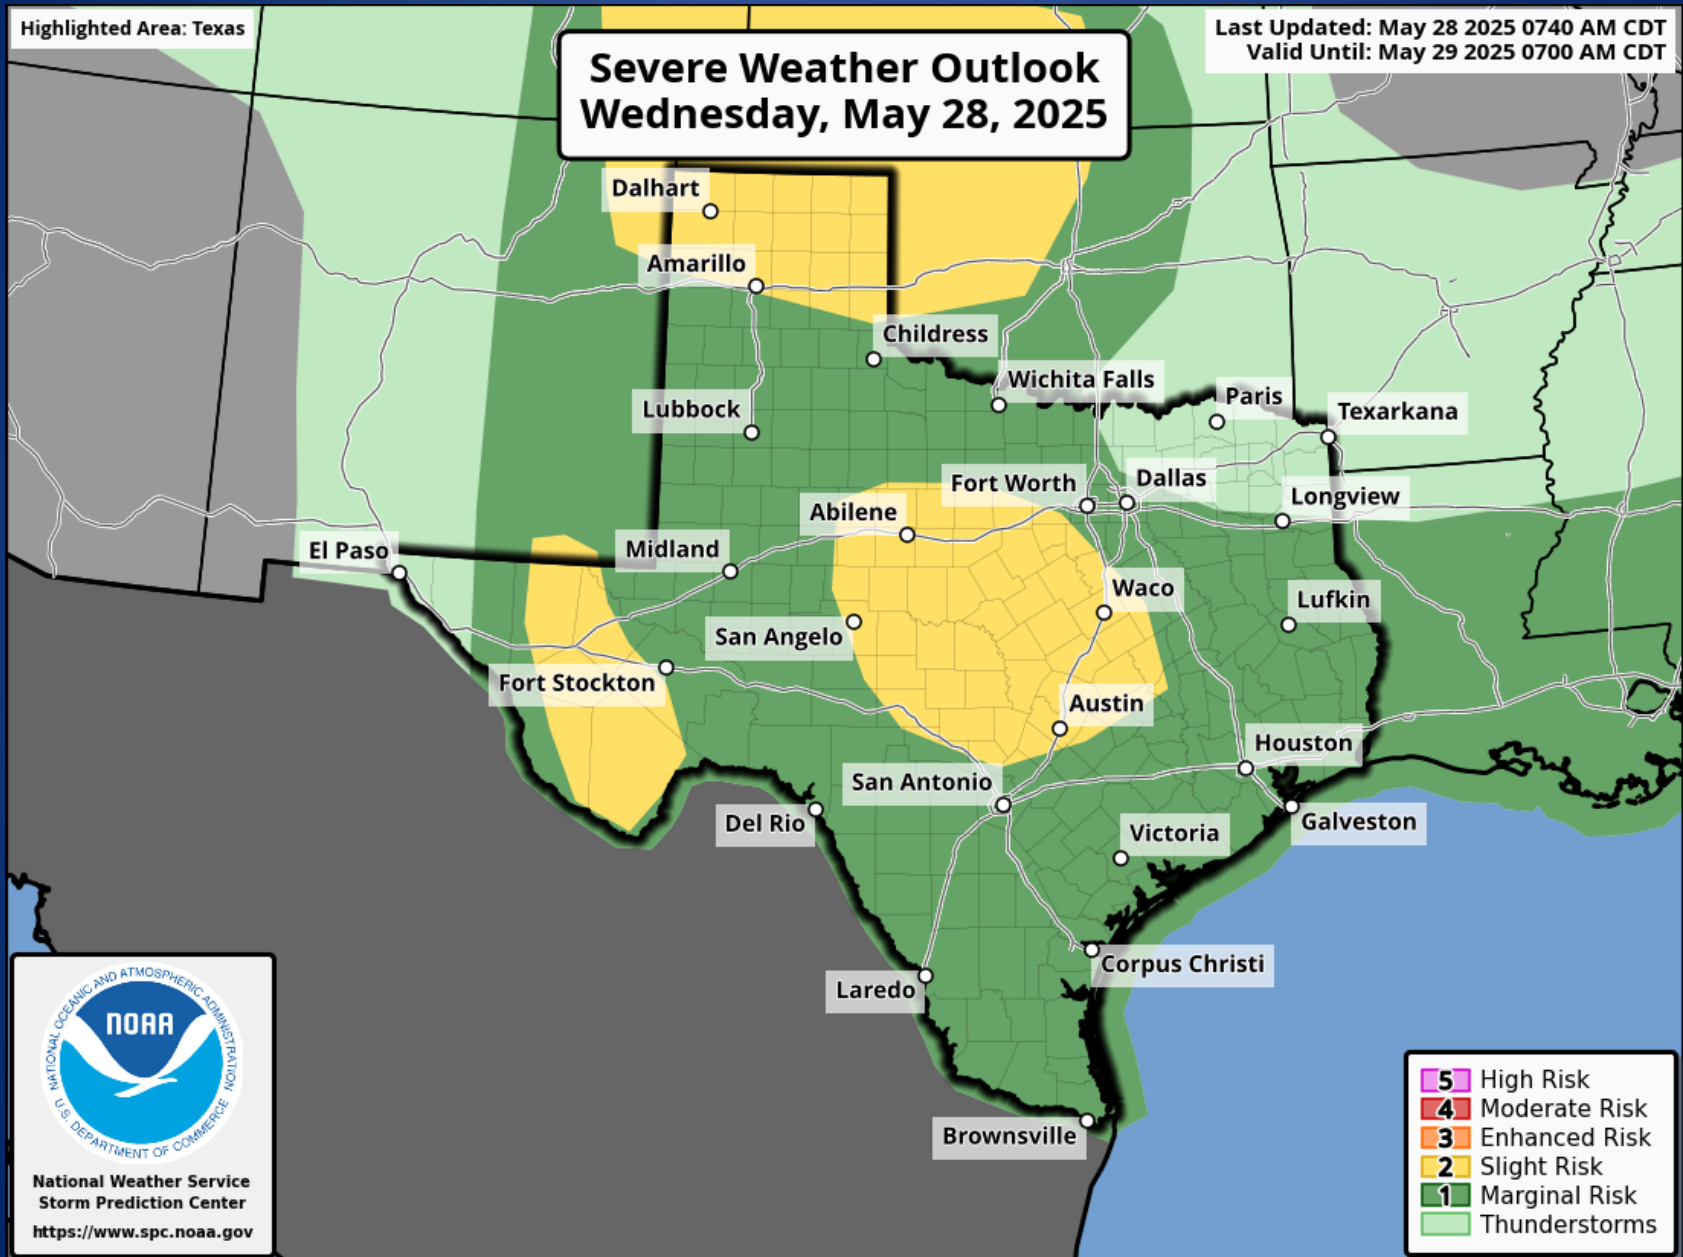 Highlighted Area: Texas
Last Updated: May 28 2025 0740 AM CDT
Valid Until: May 29 2025 0700 AM CDT
Severe Weather Outlook
Wednesday, May 28, 2025
Dalhart
Amarillo
Childress
Wichita Falls
Paris
Texarkana
Lubbock
Fort Worth
Dallas
Longview
Abilene
El Paso
Midland
Waco
Lufkin
San Angelo
Fort Stockton
Austin
Houston
San Antonio
Del Rio
Victoria
Galveston
Corpus Christi
Laredo
Brownsville
NATIONAL OCEANIC AND ATMOSPHERIC ADMINISTRATION
NOAA
U.S. DEPARTMENT OF COMMERCE
National Weather Service
Storm Prediction Center
https://www.spc.noaa.gov
5 High Risk
4 Moderate Risk
3 Enhanced Risk
2 Slight Risk
1 Marginal Risk
Thunderstorms